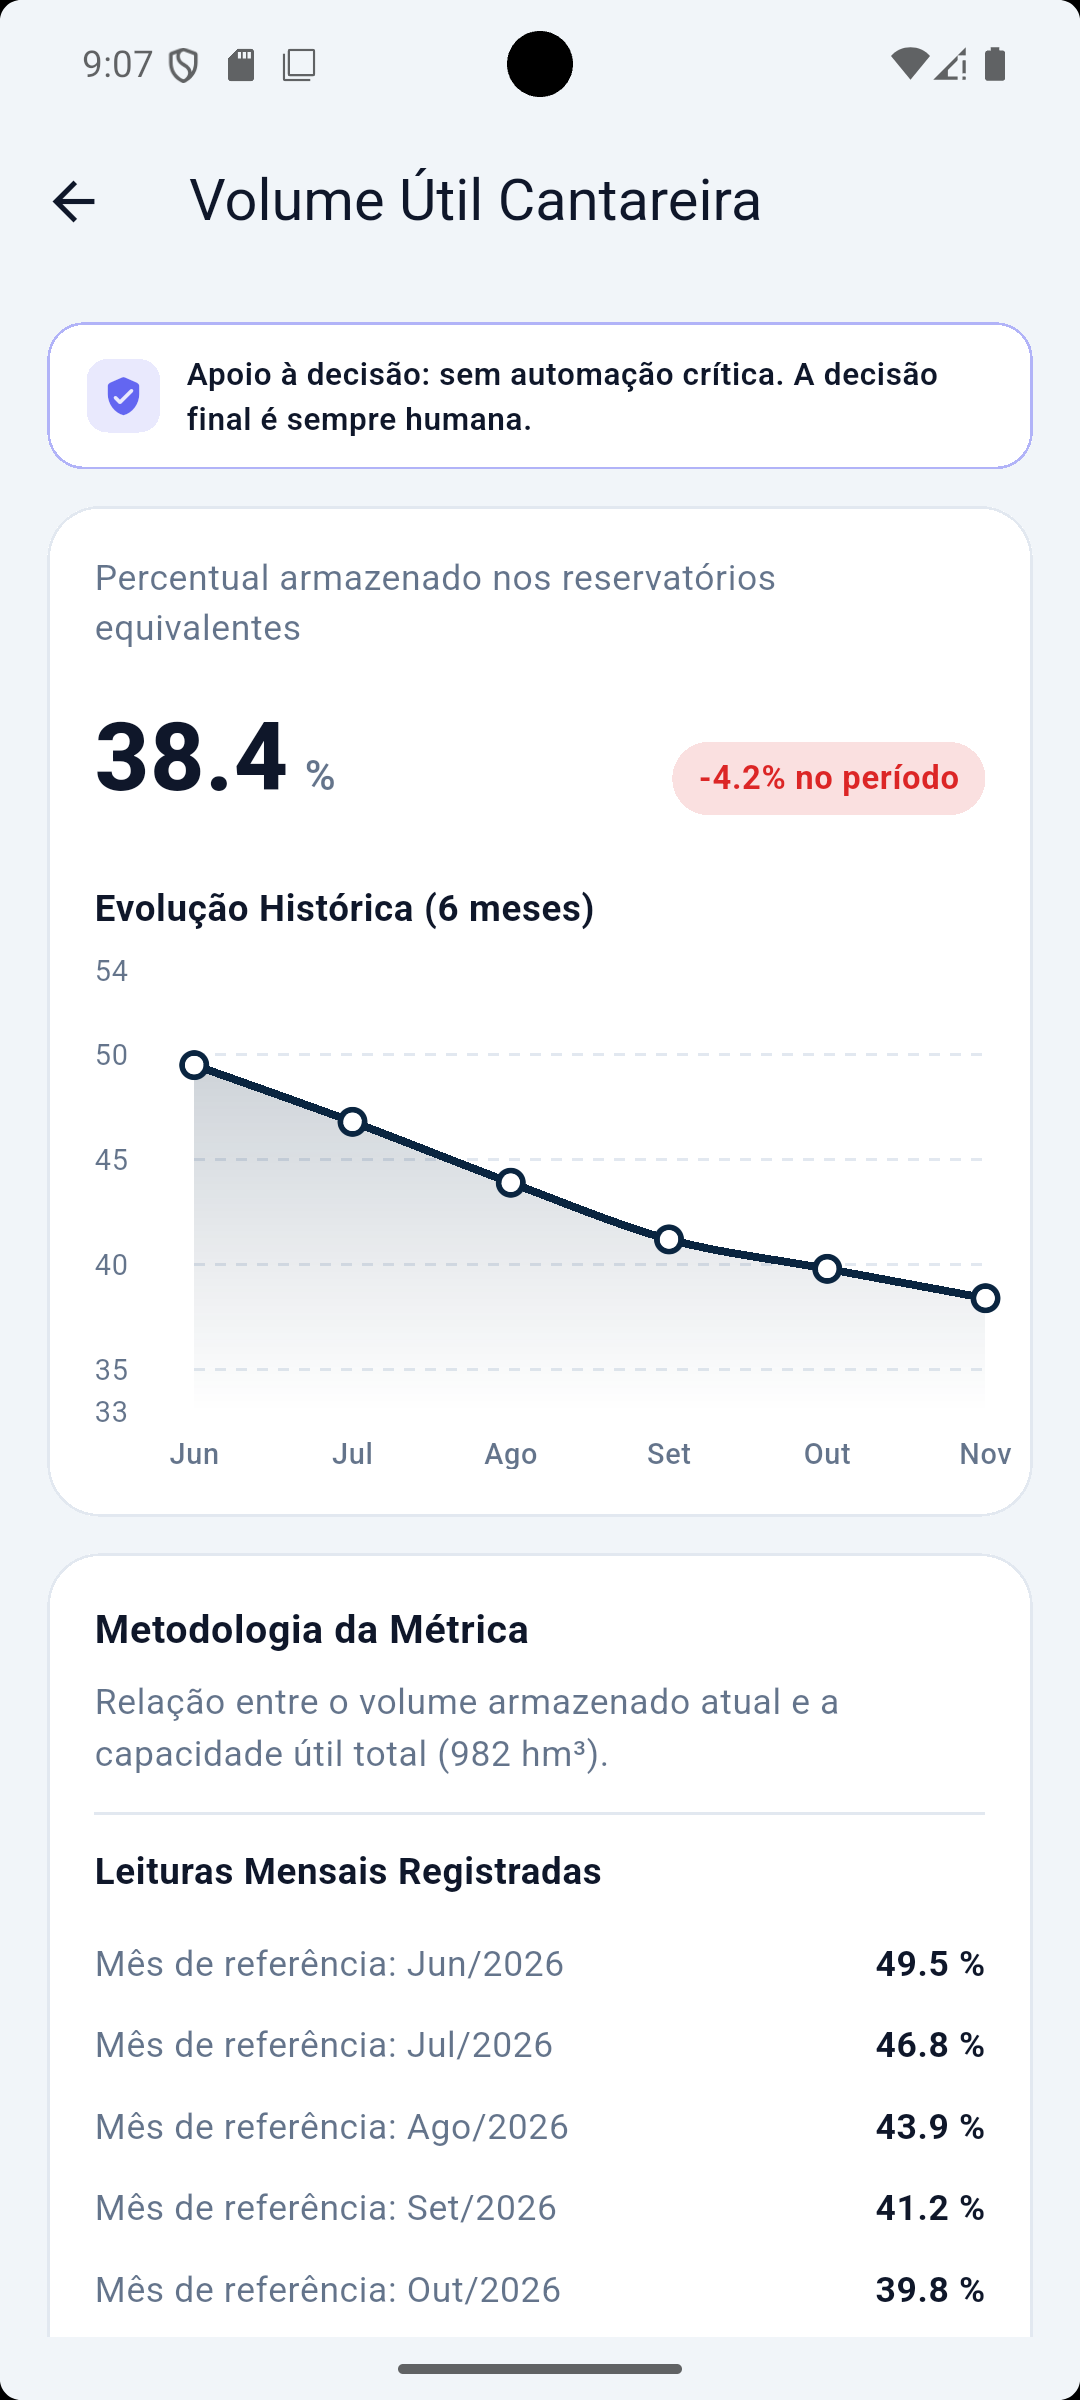 9:07
Volume Útil Cantareira
Apoio à decisão: sem automação crítica. A decisão
final é sempre humana.
Percentual armazenado nos reservatórios
equivalentes
38.4 %
-4.2% no período
Evolução Histórica (6 meses)
54
50
45
40
35
33
Jun Jul Ago Set Out Nov
Metodologia da Métrica
Relação entre o volume armazenado atual e a
capacidade útil total (982 hm³).
Leituras Mensais Registradas
Mês de referência: Jun/2026 49.5 %
Mês de referência: Jul/2026 46.8 %
Mês de referência: Ago/2026 43.9 %
Mês de referência: Set/2026 41.2 %
Mês de referência: Out/2026 39.8 %